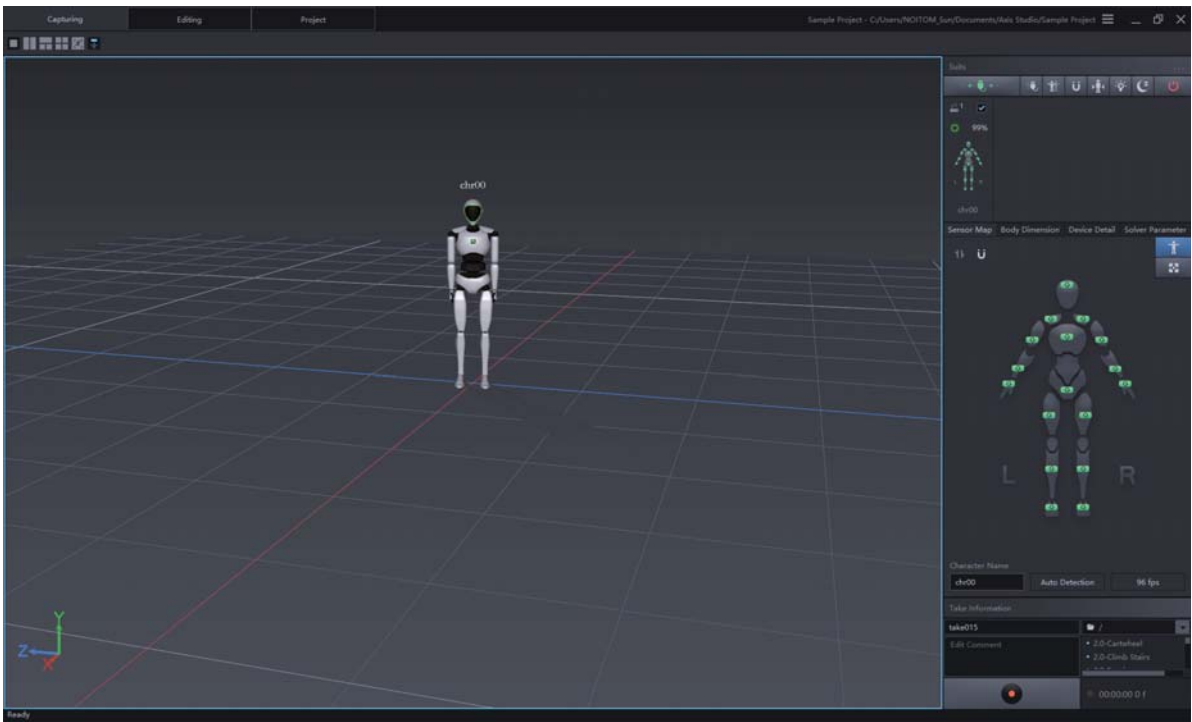 Capturing Editing Project Sample Project - C:/Users/NOITOM_Sun/Documents/Axis Studio/Sample Project
Suits
1
99%
chr00
chr00
Sensor Map Body Dimension Device Detail Solver Parameter
L R
Character Name
chr00 Auto Detection 96 fps
Take Information
take015 /
Edit Comment
2.0-Cartwheel
2.0-Climb Stairs
00:00:00 0 f
Y
Z
X
Ready